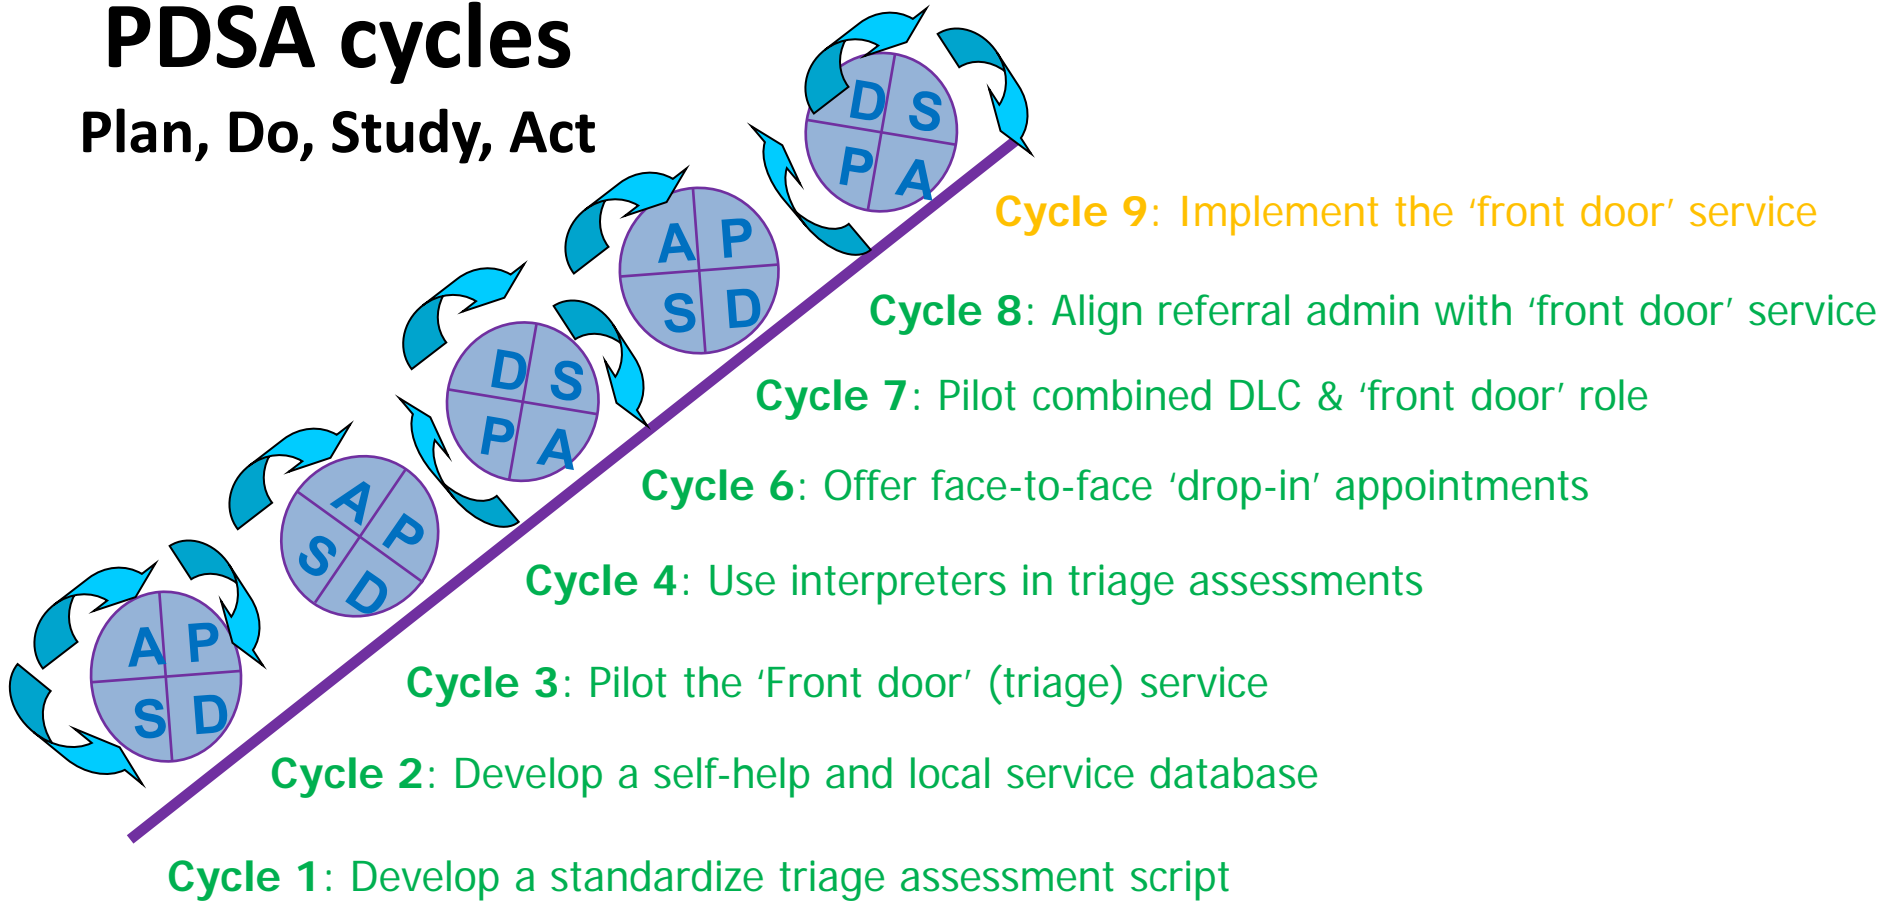 PDSA cycles
Plan, Do, Study, Act
D S
P A
Cycle 9: Implement the ‘front door’ service
A P
S D
Cycle 8: Align referral admin with ‘front door’ service
D S
P A
Cycle 7: Pilot combined DLC & ‘front door’ role
Cycle 6: Offer face-to-face ‘drop-in’ appointments
A P
S D
Cycle 4: Use interpreters in triage assessments
A P
S D
Cycle 3: Pilot the ‘Front door’ (triage) service
Cycle 2: Develop a self-help and local service database
Cycle 1: Develop a standardize triage assessment script